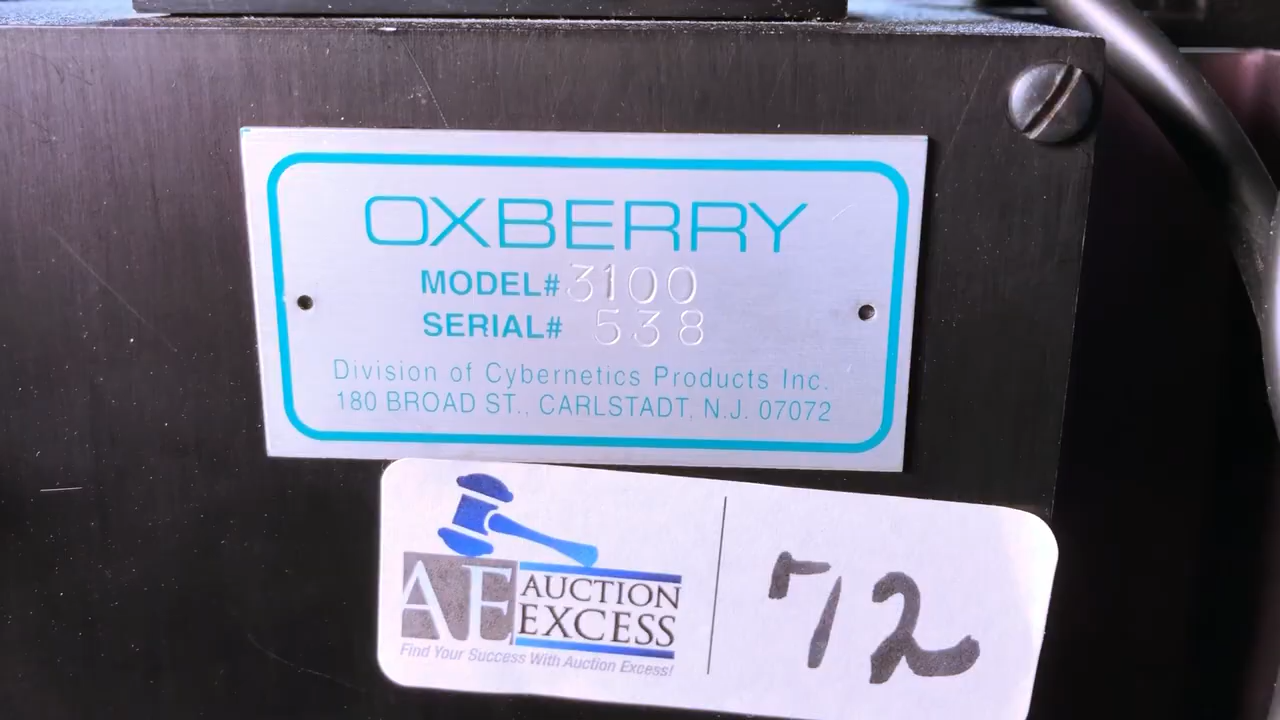 OXBERRY
MODEL# 3100
SERIAL# 538
Division of Cybernetics Products Inc.
180 BROAD ST., CARLSTADT, N.J. 07072
AE AUCTION
EXCESS
Find Your Success With Auction Excess!
72